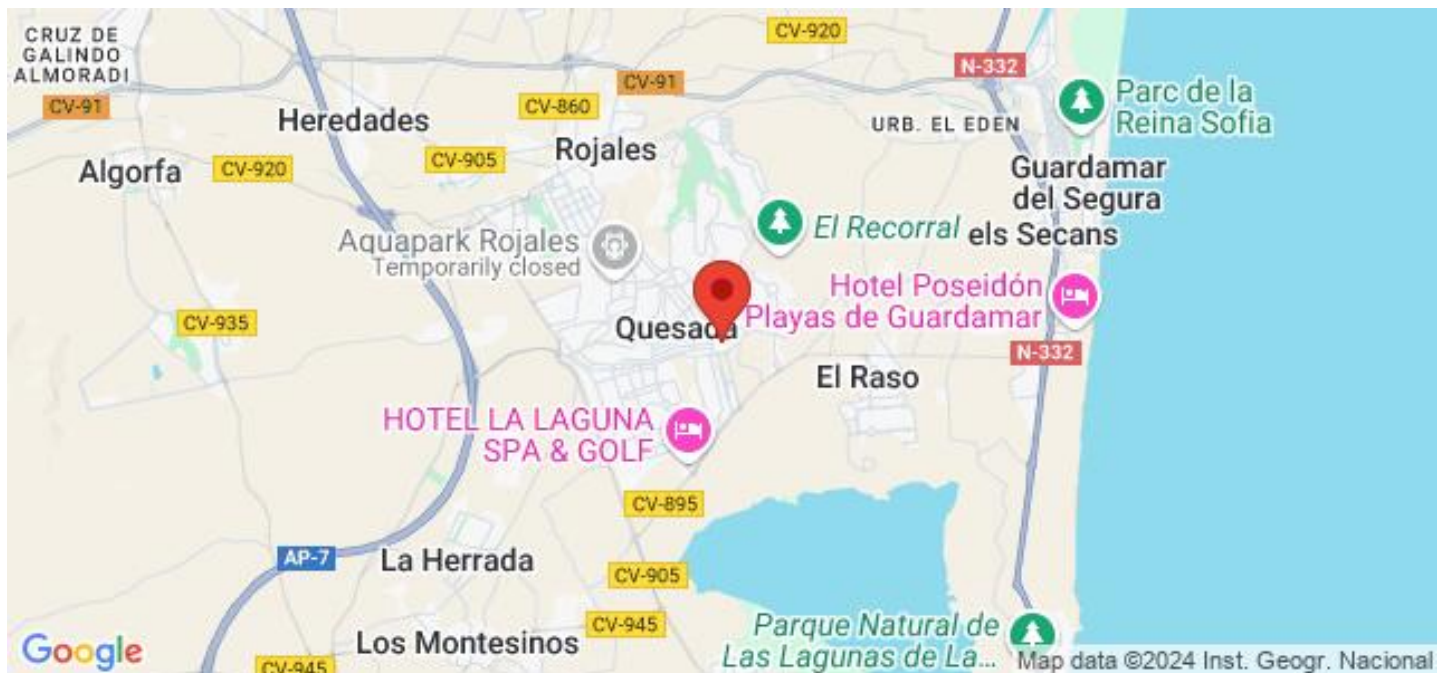 CRUZ DE
GALINDO
ALMORADI
CV-920
N-332
CV-91
CV-91
CV-860
Parc de la
Reina Sofia
Heredades
URB. EL EDEN
Rojales
CV-905
Algorfa
CV-920
Guardamar
del Segura
El Recorral
els Secans
Aquapark Rojales
Temporarily closed
Hotel Poseidón
Playas de Guardamar
CV-935
Quesada
N-332
El Raso
HOTEL LA LAGUNA
SPA & GOLF
CV-895
AP-7
La Herrada
CV-905
CV-945
Los Montesinos
Parque Natural de
Las Lagunas de La...
Google
CV-945
Map data ©2024 Inst. Geogr. Nacional